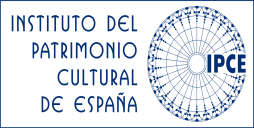 INSTITUTO DEL
PATRIMONIO
CULTURAL
DE ESPAÑA
IPCE